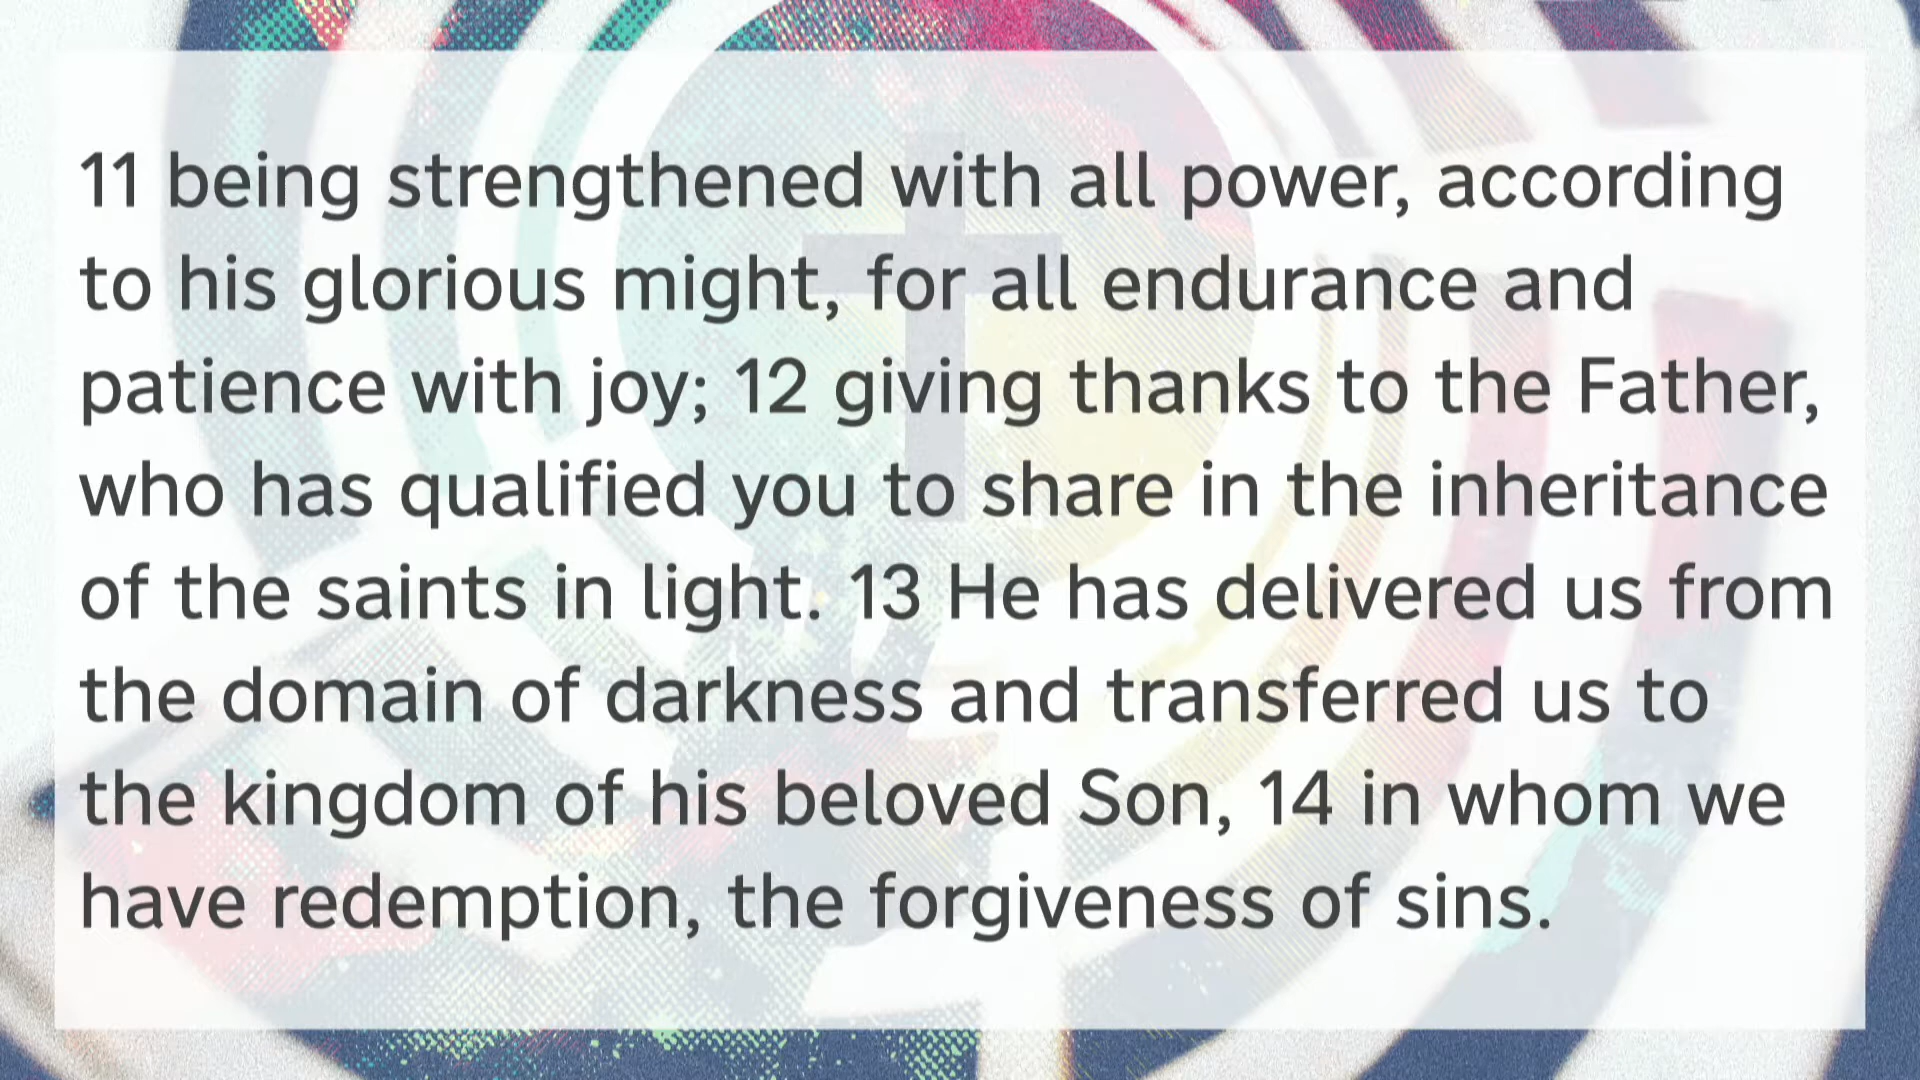 11 being strengthened with all power, according
to his glorious might, for all endurance and
patience with joy; 12 giving thanks to the Father,
who has qualified you to share in the inheritance
of the saints in light. 13 He has delivered us from
the domain of darkness and transferred us to
the kingdom of his beloved Son, 14 in whom we
have redemption, the forgiveness of sins.